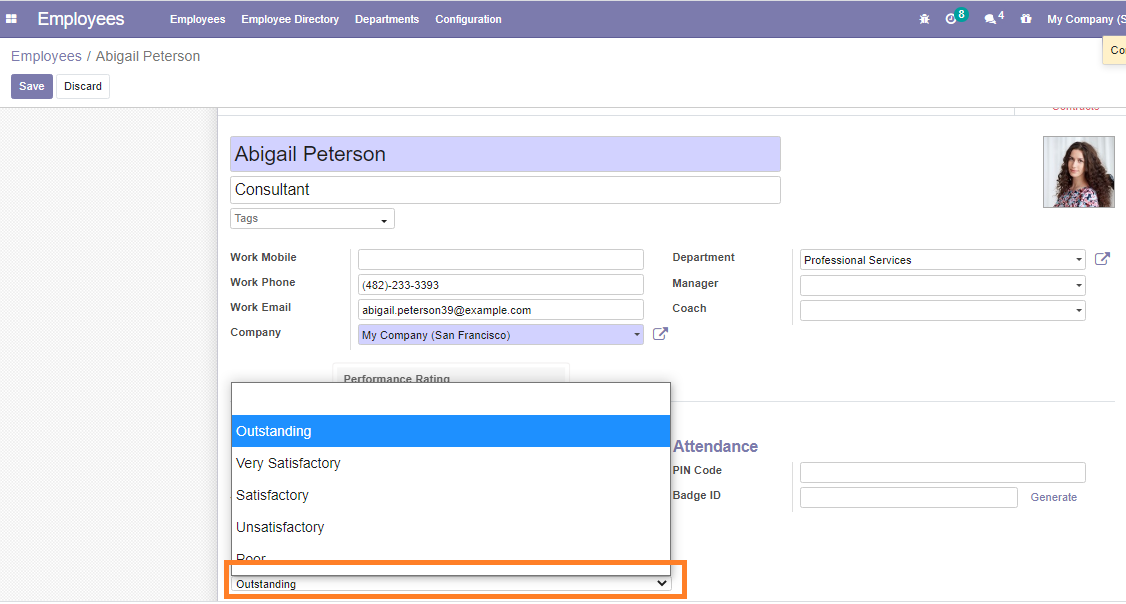 Employees Employees Employee Directory Departments Configuration 8 4 My Company (S
Employees / Abigail Peterson
Co
Save Discard
Contracts
Abigail Peterson
Consultant
Tags
Work Mobile
Work Phone (482)-233-3393
Work Email abigail.peterson39@example.com
Company My Company (San Francisco)
Department Professional Services
Manager
Coach
Performance Rating
Outstanding
Very Satisfactory
Satisfactory
Unsatisfactory
Poor
Outstanding
Attendance
PIN Code
Badge ID Generate